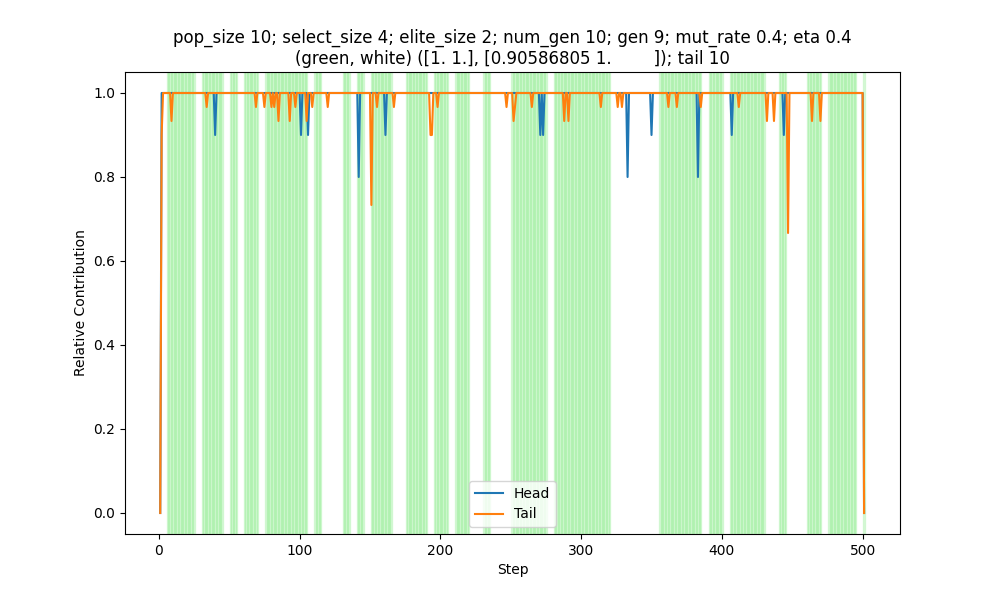 pop_size 10; select_size 4; elite_size 2; num_gen 10; gen 9; mut_rate 0.4; eta 0.4
(green, white) ([1. 1.], [0.90586805 1.         ]); tail 10
1.0
0.8
0.6
0.4
0.2
0.0
Relative Contribution
Head
Tail
0
100
200
300
400
500
Step